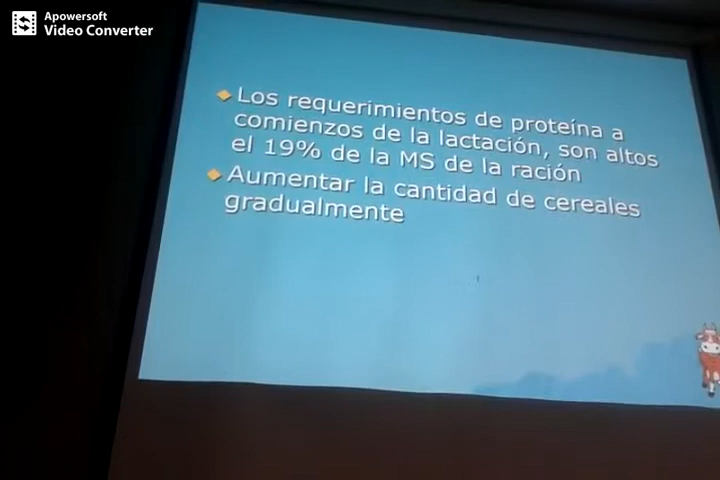 Apowersoft
Video Converter
Los requerimientos de proteína a
comienzos de la lactación, son altos
el 19% de la MS de la ración
Aumentar la cantidad de cereales
gradualmente